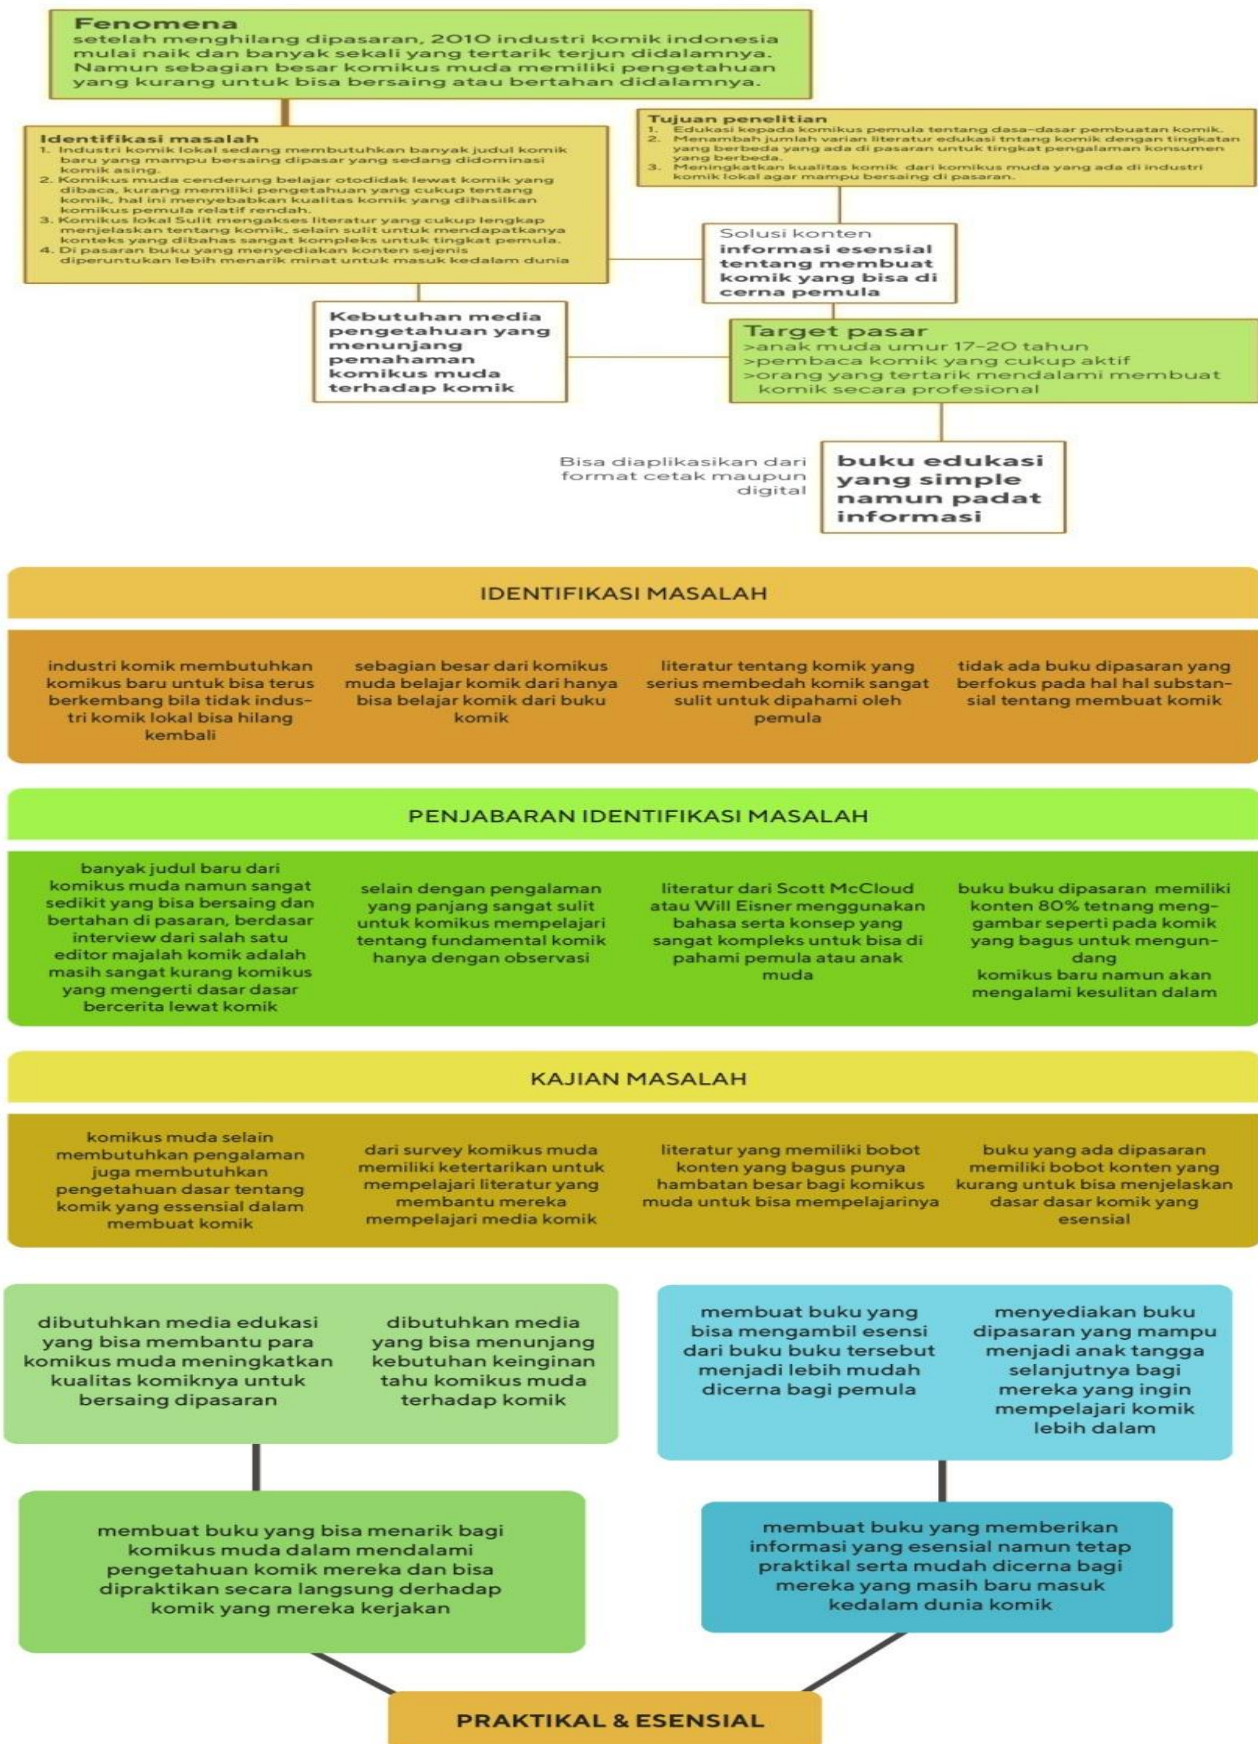 Fenomena
setelah menghilang dipasaran, 2010 industri komik indonesia
mulai naik dan banyak sekali yang tertarik terjun didalamnya.
Namun sebagian besar komikus muda memiliki pengetahuan
yang kurang untuk bisa bersaing atau bertahan didalamnya.
Identifikasi masalah
1. Industri komik lokal sedang membutuhkan banyak judul komik
baru yang mampu bersaing dipasar yang sedang didominasi
komik asing.
2. Komikus muda cenderung belajar otodidak lewat komik yang
dibaca, kurang memiliki pengetahuan yang cukup tentang
komik, hal ini menyebabkan kualitas komik yang dihasilkan
komikus pemula relatif rendah.
3. Komikus lokal Sulit mengakses literatur yang cukup lengkap
menjelaskan tentang komik, selain sulit untuk mendapatkanya
konteks yang dibahas sangat kompleks untuk tingkat pemula.
4. Di pasaran buku yang menyediakan konten sejenis
diperuntukan lebih menarik minat untuk masuk kedalam dunia
Tujuan penelitian
1. Edukasi kepada komikus pemula tentang dasa-dasar pembuatan komik.
2. Menambah jumlah varian literatur edukasi tntang komik dengan tingkatan
yang berbeda yang ada di pasaran untuk tingkat pengalaman konsumen
yang berbeda.
3. Meningkatkan kualitas komik dari komikus muda yang ada di industri
komik lokal agar mampu bersaing di pasaran.
Solusi konten
informasi esensial
tentang membuat
komik yang bisa di
cerna pemula
Kebutuhan media
pengetahuan yang
menunjang
pemahaman
komikus muda
terhadap komik
Target pasar
>anak muda umur 17-20 tahun
>pembaca komik yang cukup aktif
>orang yang tertarik mendalami membuat
komik secara profesional
Bisa diaplikasikan dari
format cetak maupun
digital
buku edukasi
yang simple
namun padat
informasi
IDENTIFIKASI MASALAH
industri komik membutuhkan
komikus baru untuk bisa terus
berkembang bila tidak indus-
tri komik lokal bisa hilang
kembali
sebagian besar dari komikus
muda belajar komik dari hanya
bisa belajar komik dari buku
komik
literatur tentang komik yang
serius membedah komik sangat
sulit untuk dipahami oleh
pemula
tidak ada buku dipasaran yang
berfokus pada hal hal substan-
sial tentang membuat komik
PENJABARAN IDENTIFIKASI MASALAH
banyak judul baru dari
komikus muda namun sangat
sedikit yang bisa bersaing dan
bertahan di pasaran, berdasar
interview dari salah satu
editor majalah komik adalah
masih sangat kurang komikus
yang mengerti dasar dasar
bercerita lewat komik
selain dengan pengalaman
yang panjang sangat sulit
untuk komikus mempelajari
tentang fundamental komik
hanya dengan observasi
literatur dari Scott McCloud
atau Will Eisner menggunakan
bahasa serta konsep yang
sangat kompleks untuk bisa di
pahami pemula atau anak
muda
buku buku dipasaran memiliki
konten 80% tetnang meng-
gambar seperti pada komik
yang bagus untuk mengun-
dang
komikus baru namun akan
mengalami kesulitan dalam
KAJIAN MASALAH
komikus muda selain
membutuhkan pengalaman
juga membutuhkan
pengetahuan dasar tentang
komik yang essensial dalam
membuat komik
dari survey komikus muda
memiliki ketertarikan untuk
mempelajari literatur yang
membantu mereka
mempelajari media komik
literatur yang memiliki bobot
konten yang bagus punya
hambatan besar bagi komikus
muda untuk bisa mempelajarinya
buku yang ada dipasaran
memiliki bobot konten yang
kurang untuk bisa menjelaskan
dasar dasar komik yang
esensial
dibutuhkan media edukasi
yang bisa membantu para
komikus muda meningkatkan
kualitas komiknya untuk
bersaing dipasaran
dibutuhkan media
yang bisa menunjang
kebutuhan keinginan
tahu komikus muda
terhadap komik
membuat buku yang
bisa mengambil esensi
dari buku buku tersebut
menjadi lebih mudah
dicerna bagi pemula
menyediakan buku
dipasaran yang mampu
menjadi anak tangga
selanjutnya bagi
mereka yang ingin
mempelajari komik
lebih dalam
membuat buku yang bisa menarik bagi
komikus muda dalam mendalami
pengetahuan komik mereka dan bisa
dipraktikan secara langsung derhadap
komik yang mereka kerjakan
membuat buku yang memberikan
informasi yang esensial namun tetap
praktikal serta mudah dicerna bagi
mereka yang masih baru masuk
kedalam dunia komik
PRAKTIKAL & ESENSIAL